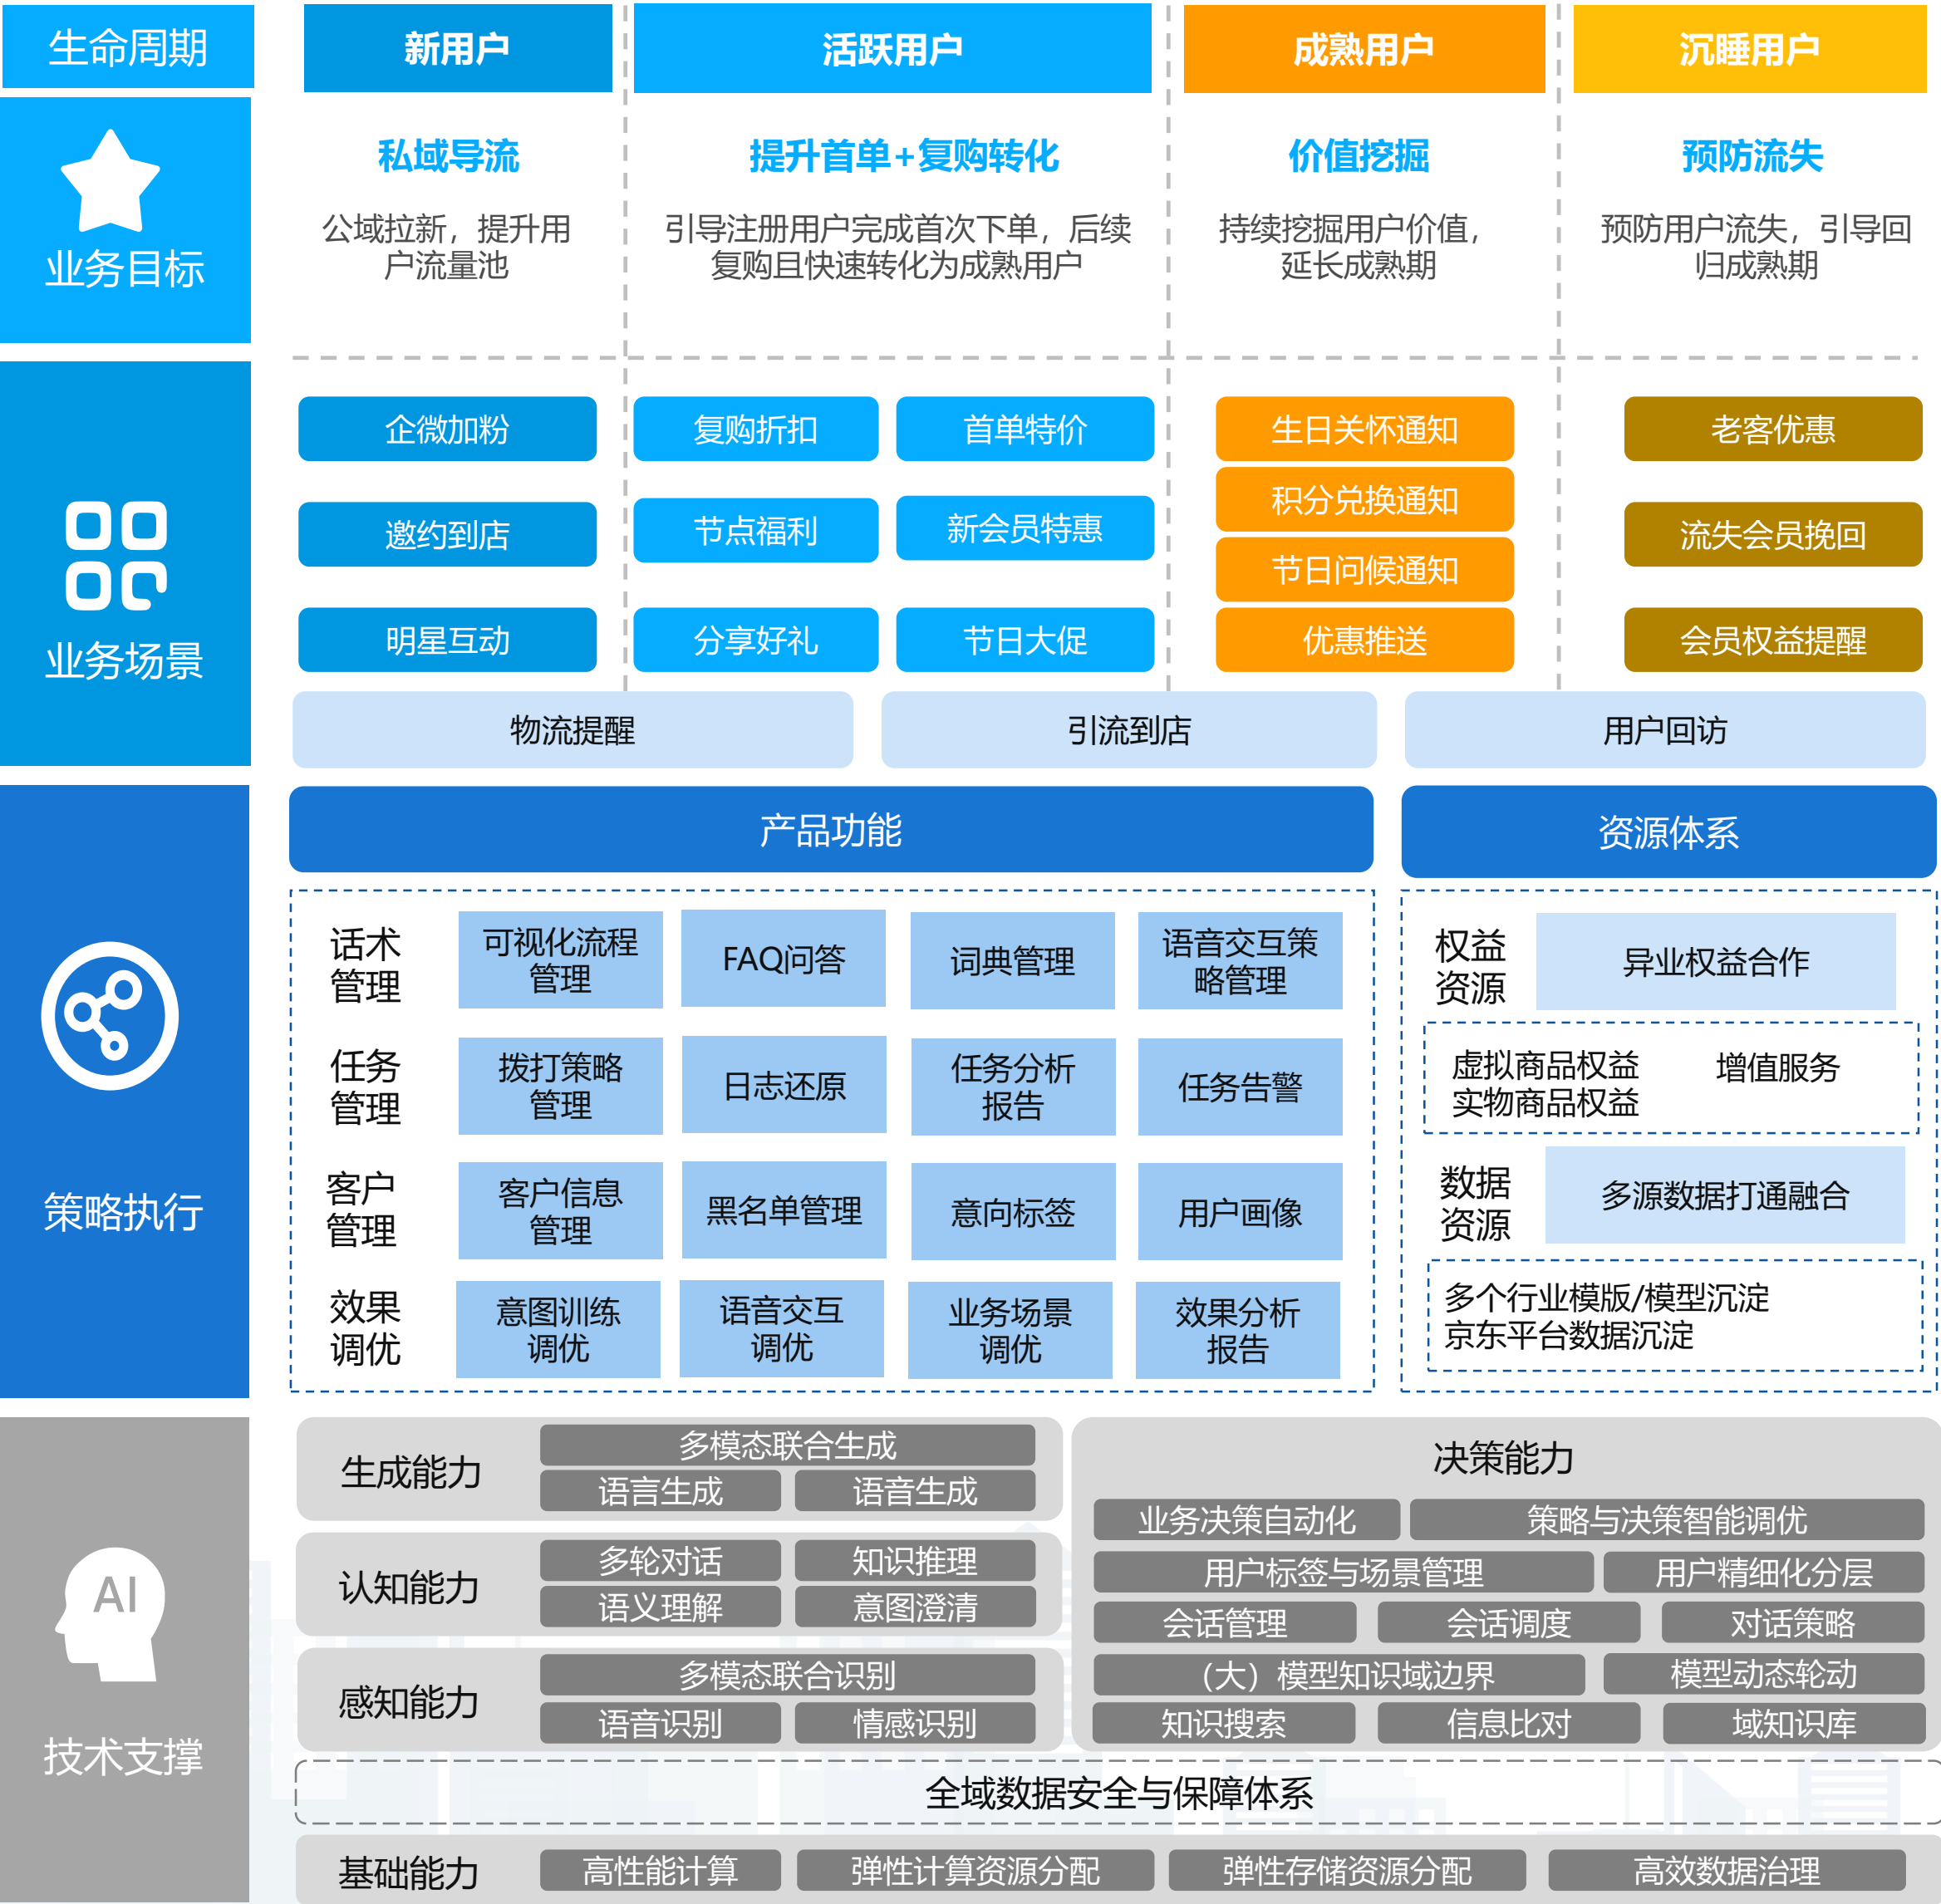 生命周期
新用户
活跃用户
成熟用户
沉睡用户
业务目标
私域导流
提升首单+复购转化
价值挖掘
预防流失
公域拉新，提升用
户流量池
引导注册用户完成首次下单，后续
复购且快速转化为成熟用户
持续挖掘用户价值，
延长成熟期
预防用户流失，引导回
归成熟期
业务场景
企微加粉
复购折扣
首单特价
生日关怀通知
老客优惠
积分兑换通知
邀约到店
节点福利
新会员特惠
流失会员挽回
节日问候通知
明星互动
分享好礼
节日大促
优惠推送
会员权益提醒
物流提醒
引流到店
用户回访
策略执行
产品功能
资源体系
话术
管理
可视化流程
管理
FAQ问答
词典管理
语音交互策
略管理
任务
管理
拨打策略
管理
日志还原
任务分析
报告
任务告警
客户
管理
客户信息
管理
黑名单管理
意向标签
用户画像
效果
调优
意图训练
调优
语音交互
调优
业务场景
调优
效果分析
报告
权益
资源
异业权益合作
虚拟商品权益
实物商品权益
增值服务
数据
资源
多源数据打通融合
多个行业模版/模型沉淀
京东平台数据沉淀
AI
技术支撑
生成能力
多模态联合生成
语言生成
语音生成
认知能力
多轮对话
知识推理
语义理解
意图澄清
感知能力
多模态联合识别
语音识别
情感识别
决策能力
业务决策自动化
策略与决策智能调优
用户标签与场景管理
用户精细化分层
会话管理
会话调度
对话策略
（大）模型知识域边界
模型动态轮动
知识搜索
信息比对
域知识库
全域数据安全与保障体系
基础能力
高性能计算
弹性计算资源分配
弹性存储资源分配
高效数据治理